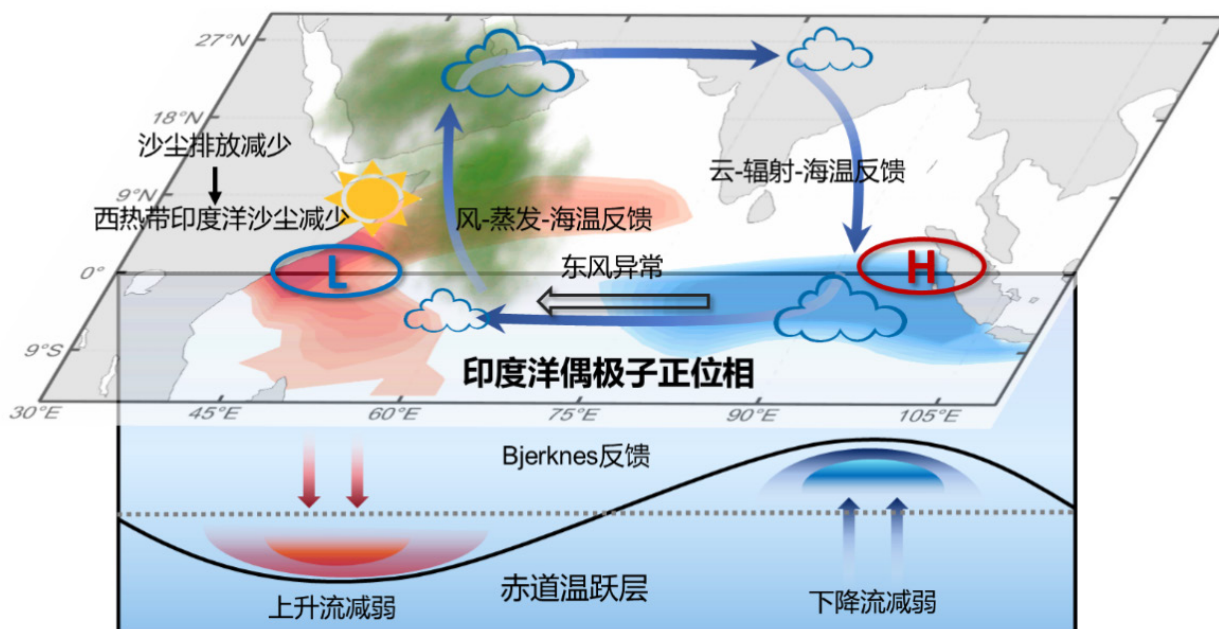 27°N
18°N
沙尘排放减少
云-辐射-海温反馈
9°N
西热带印度洋沙尘减少
风-蒸发-海温反馈
东风异常
0°
L
H
9°S
印度洋偶极子正位相
30°E
45°E
60°E
75°E
90°E
105°E
Bjerknes反馈
赤道温跃层
上升流减弱
下降流减弱